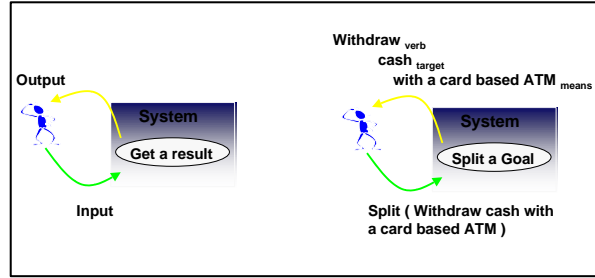 Output
System
Get a result
Input
Withdraw verb
cash target
with a card based ATM means
System
Split a Goal
Split ( Withdraw cash with
a card based ATM )